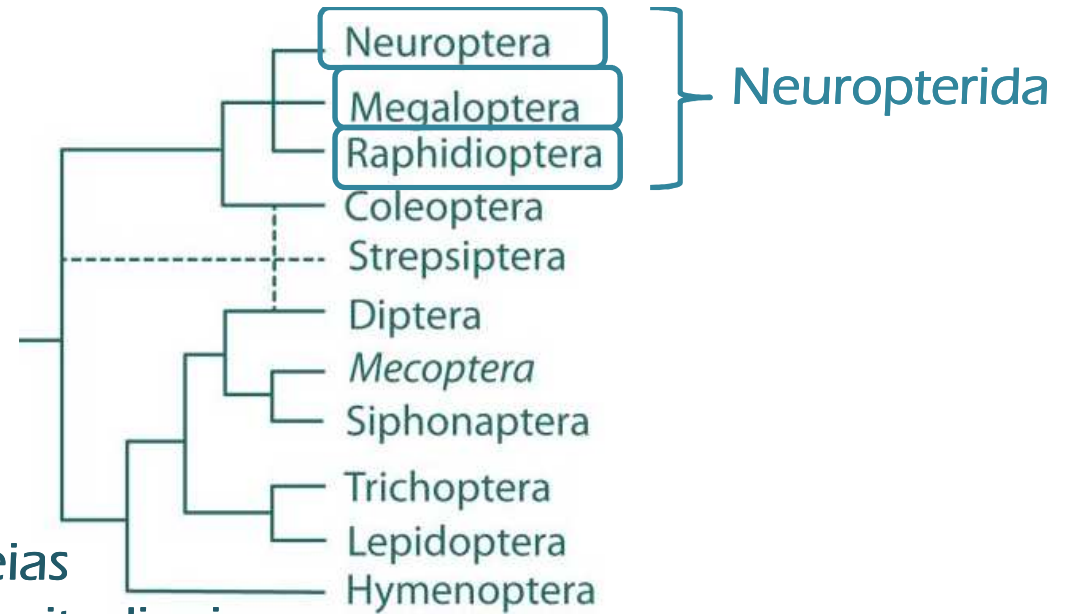 Neuroptera
Megaloptera
Neuropterida
Raphidioptera
Coleoptera
Strepsiptera
Diptera
Mecoptera
Siphonaptera
Trichoptera
Lepidoptera
eias
Hymenoptera